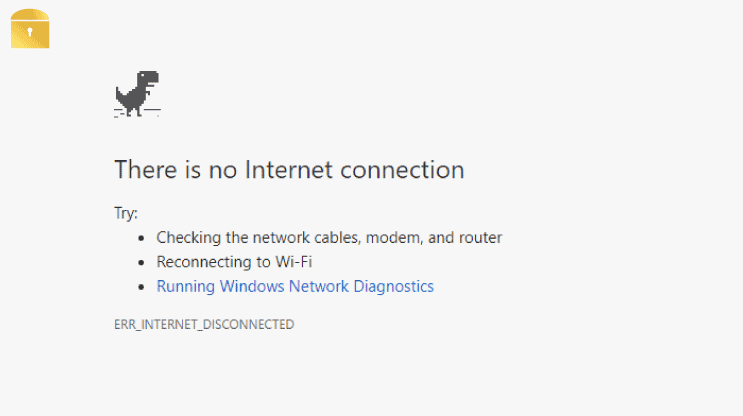 There is no Internet connection
Try:
Checking the network cables, modem, and router
Reconnecting to Wi-Fi
Running Windows Network Diagnostics
ERR_INTERNET_DISCONNECTED